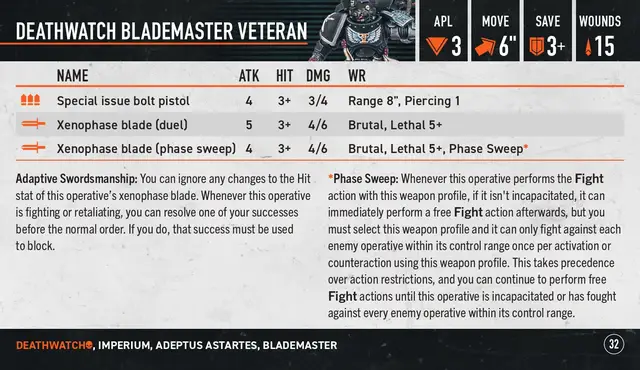 DEATHWATCH BLADEMASTER VETERAN
APL MOVE SAVE WOUNDS
3 6" 3+ 15
NAME ATK HIT DMG WR
Special issue bolt pistol 4 3+ 3/4 Range 8", Piercing 1
Xenophase blade (duel) 5 3+ 4/6 Brutal, Lethal 5+
Xenophase blade (phase sweep) 4 3+ 4/6 Brutal, Lethal 5+, Phase Sweep*
Adaptive Swordsmanship: You can ignore any changes to the Hit
stat of this operative's xenophase blade. Whenever this operative
is fighting or retaliating, you can resolve one of your successes
before the normal order. If you do, that success must be used
to block.
*Phase Sweep: Whenever this operative performs the Fight
action with this weapon profile, if it isn't incapacitated, it can
immediately perform a free Fight action afterwards, but you
must select this weapon profile and it can only fight against each
enemy operative within its control range once per activation or
counteraction using this weapon profile. This takes precedence
over action restrictions, and you can continue to perform free
Fight actions until this operative is incapacitated or has fought
against every enemy operative within its control range.
DEATHWATCH, IMPERIUM, ADEPTUS ASTARTES, BLADEMASTER
32